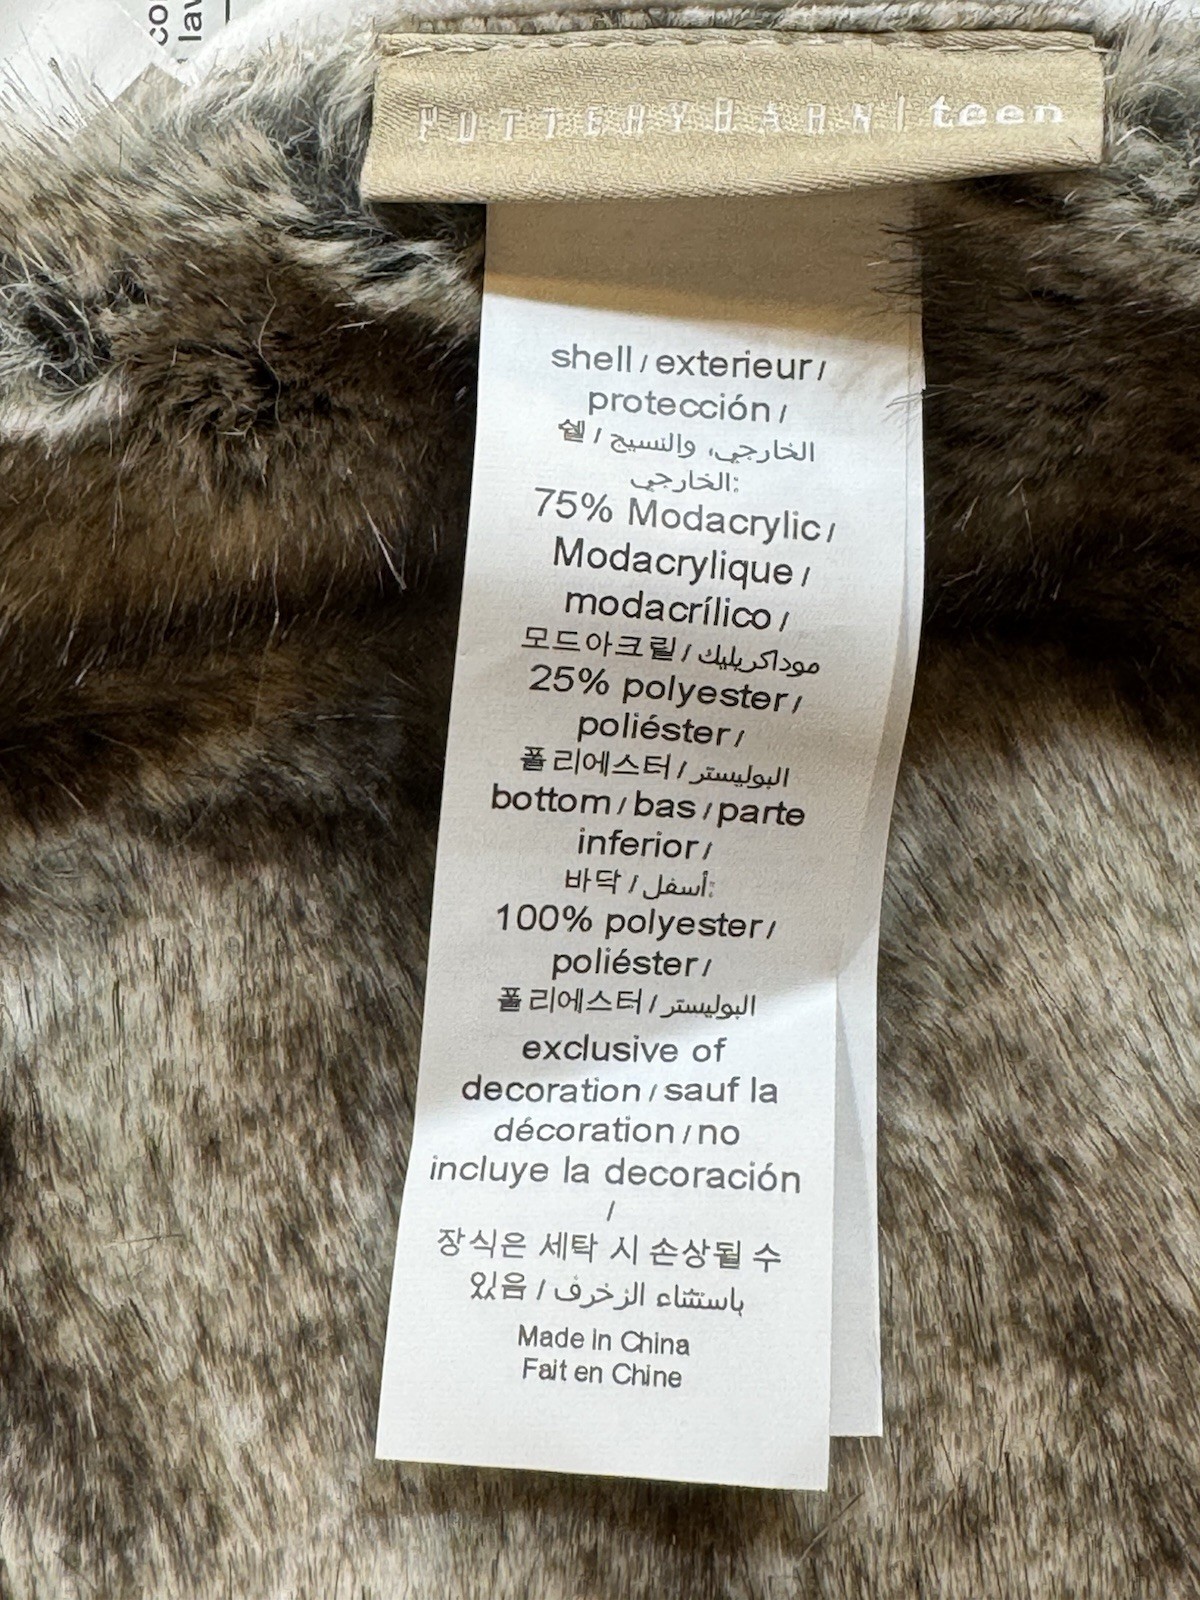 co
lav
POTTERYBARN | teen
shell / exterieur /
protección /
쉘 / الخارجي، والنسيج
الخارجي:
75% Modacrylic /
Modacrylique /
modacrílico /
모드아크릴 / موداكريليك
25% polyester /
poliéster /
폴리에스터 / البوليستر
bottom / bas / parte
inferior /
바닥 / أسفل:
100% polyester /
poliéster /
폴리에스터 / البوليستر
exclusive of
decoration / sauf la
décoration / no
incluye la decoración
/
장식은 세탁 시 손상될 수
있음 / باستثناء الزخرف
Made in China
Fait en Chine